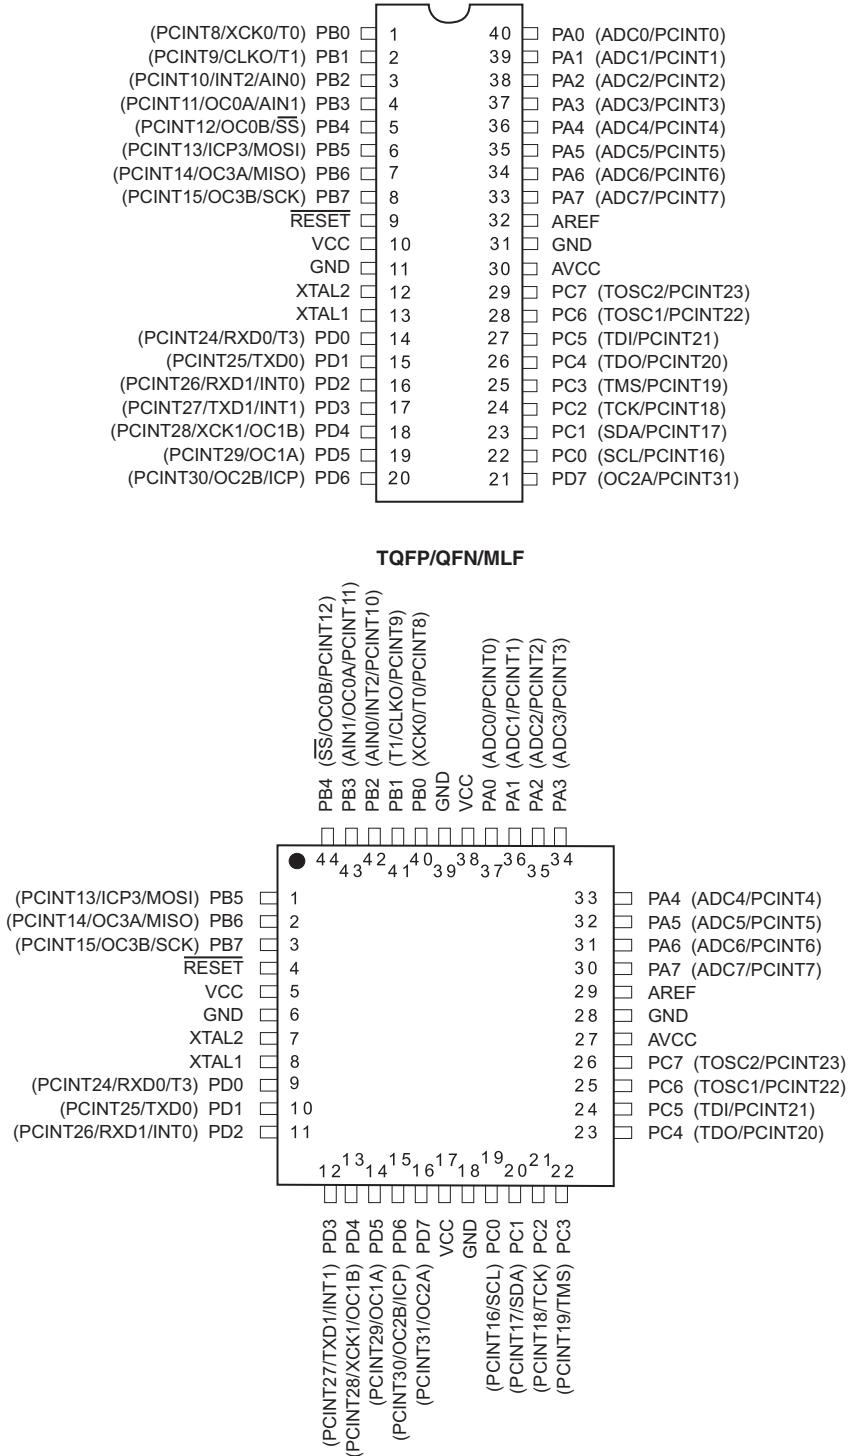 (PCINT8/XCK0/T0) PB0 1 40 PA0 (ADC0/PCINT0)
(PCINT9/CLKO/T1) PB1 2 39 PA1 (ADC1/PCINT1)
(PCINT10/INT2/AIN0) PB2 3 38 PA2 (ADC2/PCINT2)
(PCINT11/OC0A/AIN1) PB3 4 37 PA3 (ADC3/PCINT3)
(PCINT12/OC0B/SS) PB4 5 36 PA4 (ADC4/PCINT4)
(PCINT13/ICP3/MOSI) PB5 6 35 PA5 (ADC5/PCINT5)
(PCINT14/OC3A/MISO) PB6 7 34 PA6 (ADC6/PCINT6)
(PCINT15/OC3B/SCK) PB7 8 33 PA7 (ADC7/PCINT7)
RESET 9 32 AREF
VCC 10 31 GND
GND 11 30 AVCC
XTAL2 12 29 PC7 (TOSC2/PCINT23)
XTAL1 13 28 PC6 (TOSC1/PCINT22)
(PCINT24/RXD0/T3) PD0 14 27 PC5 (TDI/PCINT21)
(PCINT25/TXD0) PD1 15 26 PC4 (TDO/PCINT20)
(PCINT26/RXD1/INT0) PD2 16 25 PC3 (TMS/PCINT19)
(PCINT27/TXD1/INT1) PD3 17 24 PC2 (TCK/PCINT18)
(PCINT28/XCK1/OC1B) PD4 18 23 PC1 (SDA/PCINT17)
(PCINT29/OC1A) PD5 19 22 PC0 (SCL/PCINT16)
(PCINT30/OC2B/ICP) PD6 20 21 PD7 (OC2A/PCINT31)
TQFP/QFN/MLF
PB4 (SS/OC0B/PCINT12)
PB3 (AIN1/OC0A/PCINT11)
PB2 (AIN0/INT2/PCINT10)
PB1 (T1/CLKO/PCINT9)
PB0 (XCK0/T0/PCINT8)
GND
VCC
PA0 (ADC0/PCINT0)
PA1 (ADC1/PCINT1)
PA2 (ADC2/PCINT2)
PA3 (ADC3/PCINT3)
44 43 42 41 40 39 38 37 36 35 34
(PCINT13/ICP3/MOSI) PB5 1 33 PA4 (ADC4/PCINT4)
(PCINT14/OC3A/MISO) PB6 2 32 PA5 (ADC5/PCINT5)
(PCINT15/OC3B/SCK) PB7 3 31 PA6 (ADC6/PCINT6)
RESET 4 30 PA7 (ADC7/PCINT7)
VCC 5 29 AREF
GND 6 28 GND
XTAL2 7 27 AVCC
XTAL1 8 26 PC7 (TOSC2/PCINT23)
(PCINT24/RXD0/T3) PD0 9 25 PC6 (TOSC1/PCINT22)
(PCINT25/TXD0) PD1 10 24 PC5 (TDI/PCINT21)
(PCINT26/RXD1/INT0) PD2 11 23 PC4 (TDO/PCINT20)
12 13 14 15 16 17 18 19 20 21 22
(PCINT27/TXD1/INT1) PD3
(PCINT28/XCK1/OC1B) PD4
(PCINT29/OC1A) PD5
(PCINT30/OC2B/ICP) PD6
(PCINT31/OC2A) PD7
VCC
GND
(PCINT16/SCL) PC0
(PCINT17/SDA) PC1
(PCINT18/TCK) PC2
(PCINT19/TMS) PC3